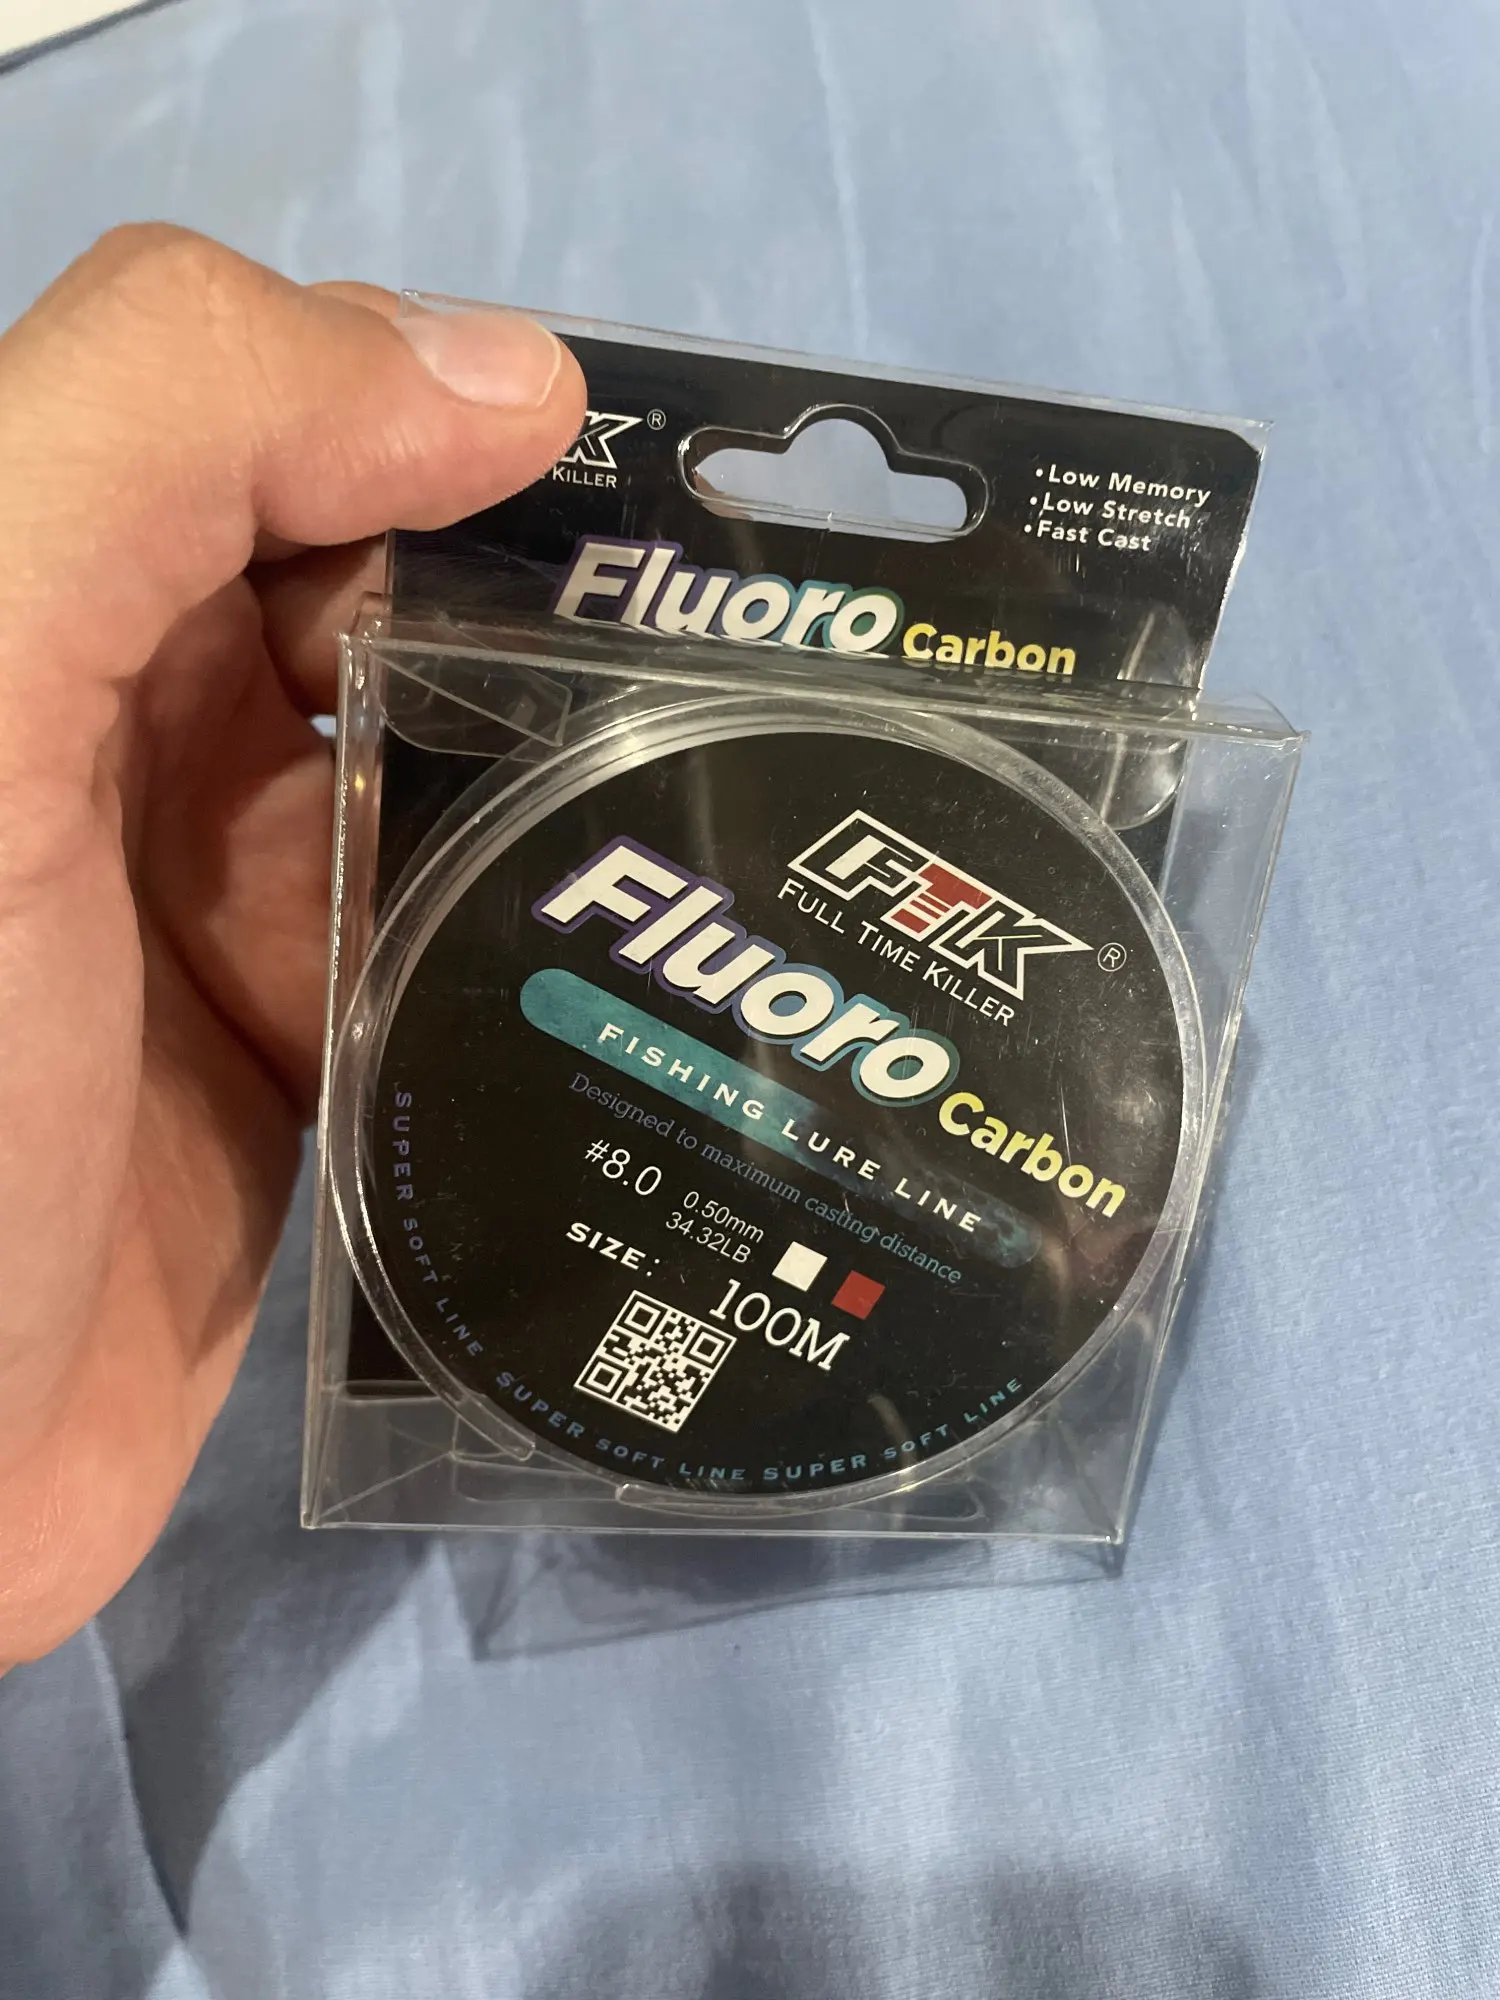 K®
KILLER
• Low Memory
• Low Stretch
• Fast Cast
Fluoro Carbon
FTK®
FULL TIME KILLER
Fluoro Carbon
FISHING LURE LINE
Designed to maximum casting distance
#8.0
0.50mm
34.32LB
SIZE: 100M
SUPER SOFT LINE SUPER SOFT LINE SUPER SOFT LINE